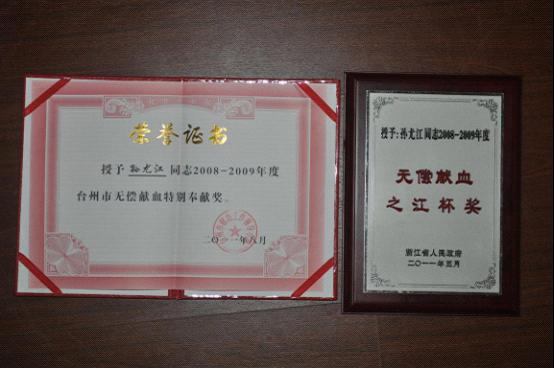 荣誉证书
授予 孙尤江 同志2008-2009年度
台州市无偿献血特别奉献奖。
二〇一一年八月
授予:孙尤江同志2008-2009年度
无偿献血
之江杯奖
浙江省人民政府
二〇一一年五月